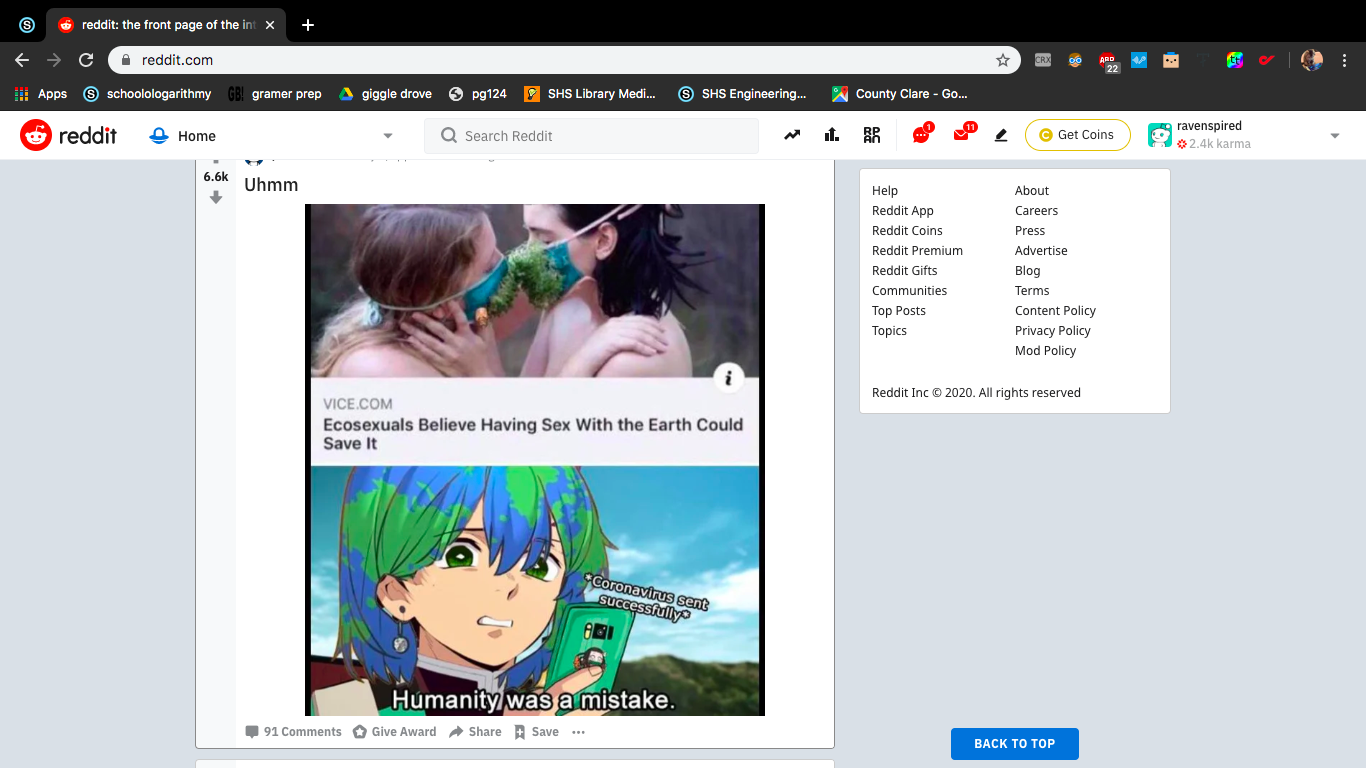 reddit: the front page of the int
reddit.com
CRX
ABP
22
Apps
schoolologarithmy
GB!
gramer prep
giggle drove
pg124
SHS Library Medi...
SHS Engineering...
County Clare - Go...
reddit
Home
Search Reddit
RP
AN
1
11
Get Coins
ravenspired
2.4k karma
6.6k
Uhmm
i
VICE.COM
Ecosexuals Believe Having Sex With the Earth Could
Save It
*Coronavirus sent
successfully*
Humanity was a mistake.
91 Comments
Give Award
Share
Save
Help
Reddit App
Reddit Coins
Reddit Premium
Reddit Gifts
Communities
Top Posts
Topics
About
Careers
Press
Advertise
Blog
Terms
Content Policy
Privacy Policy
Mod Policy
Reddit Inc © 2020. All rights reserved
BACK TO TOP